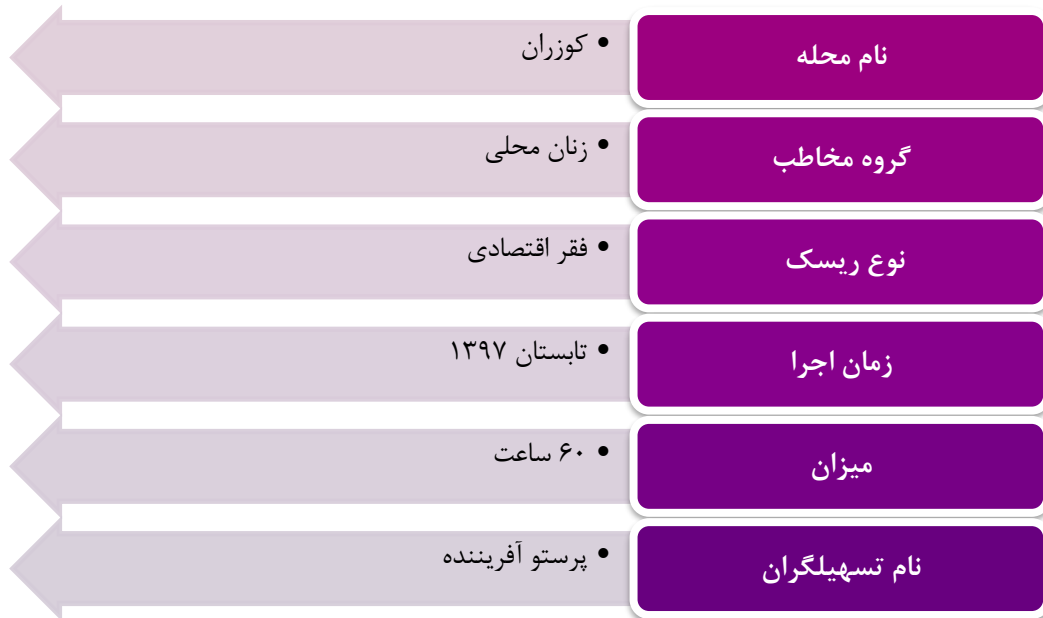 نام محله
• کوزران
گروه مخاطب
• زنان محلی
نوع ریسک
• فقر اقتصادی
زمان اجرا
• تابستان ۱۳۹۷
میزان
• ۶۰ ساعت
نام تسهیلگران
• پرستو آفریننده